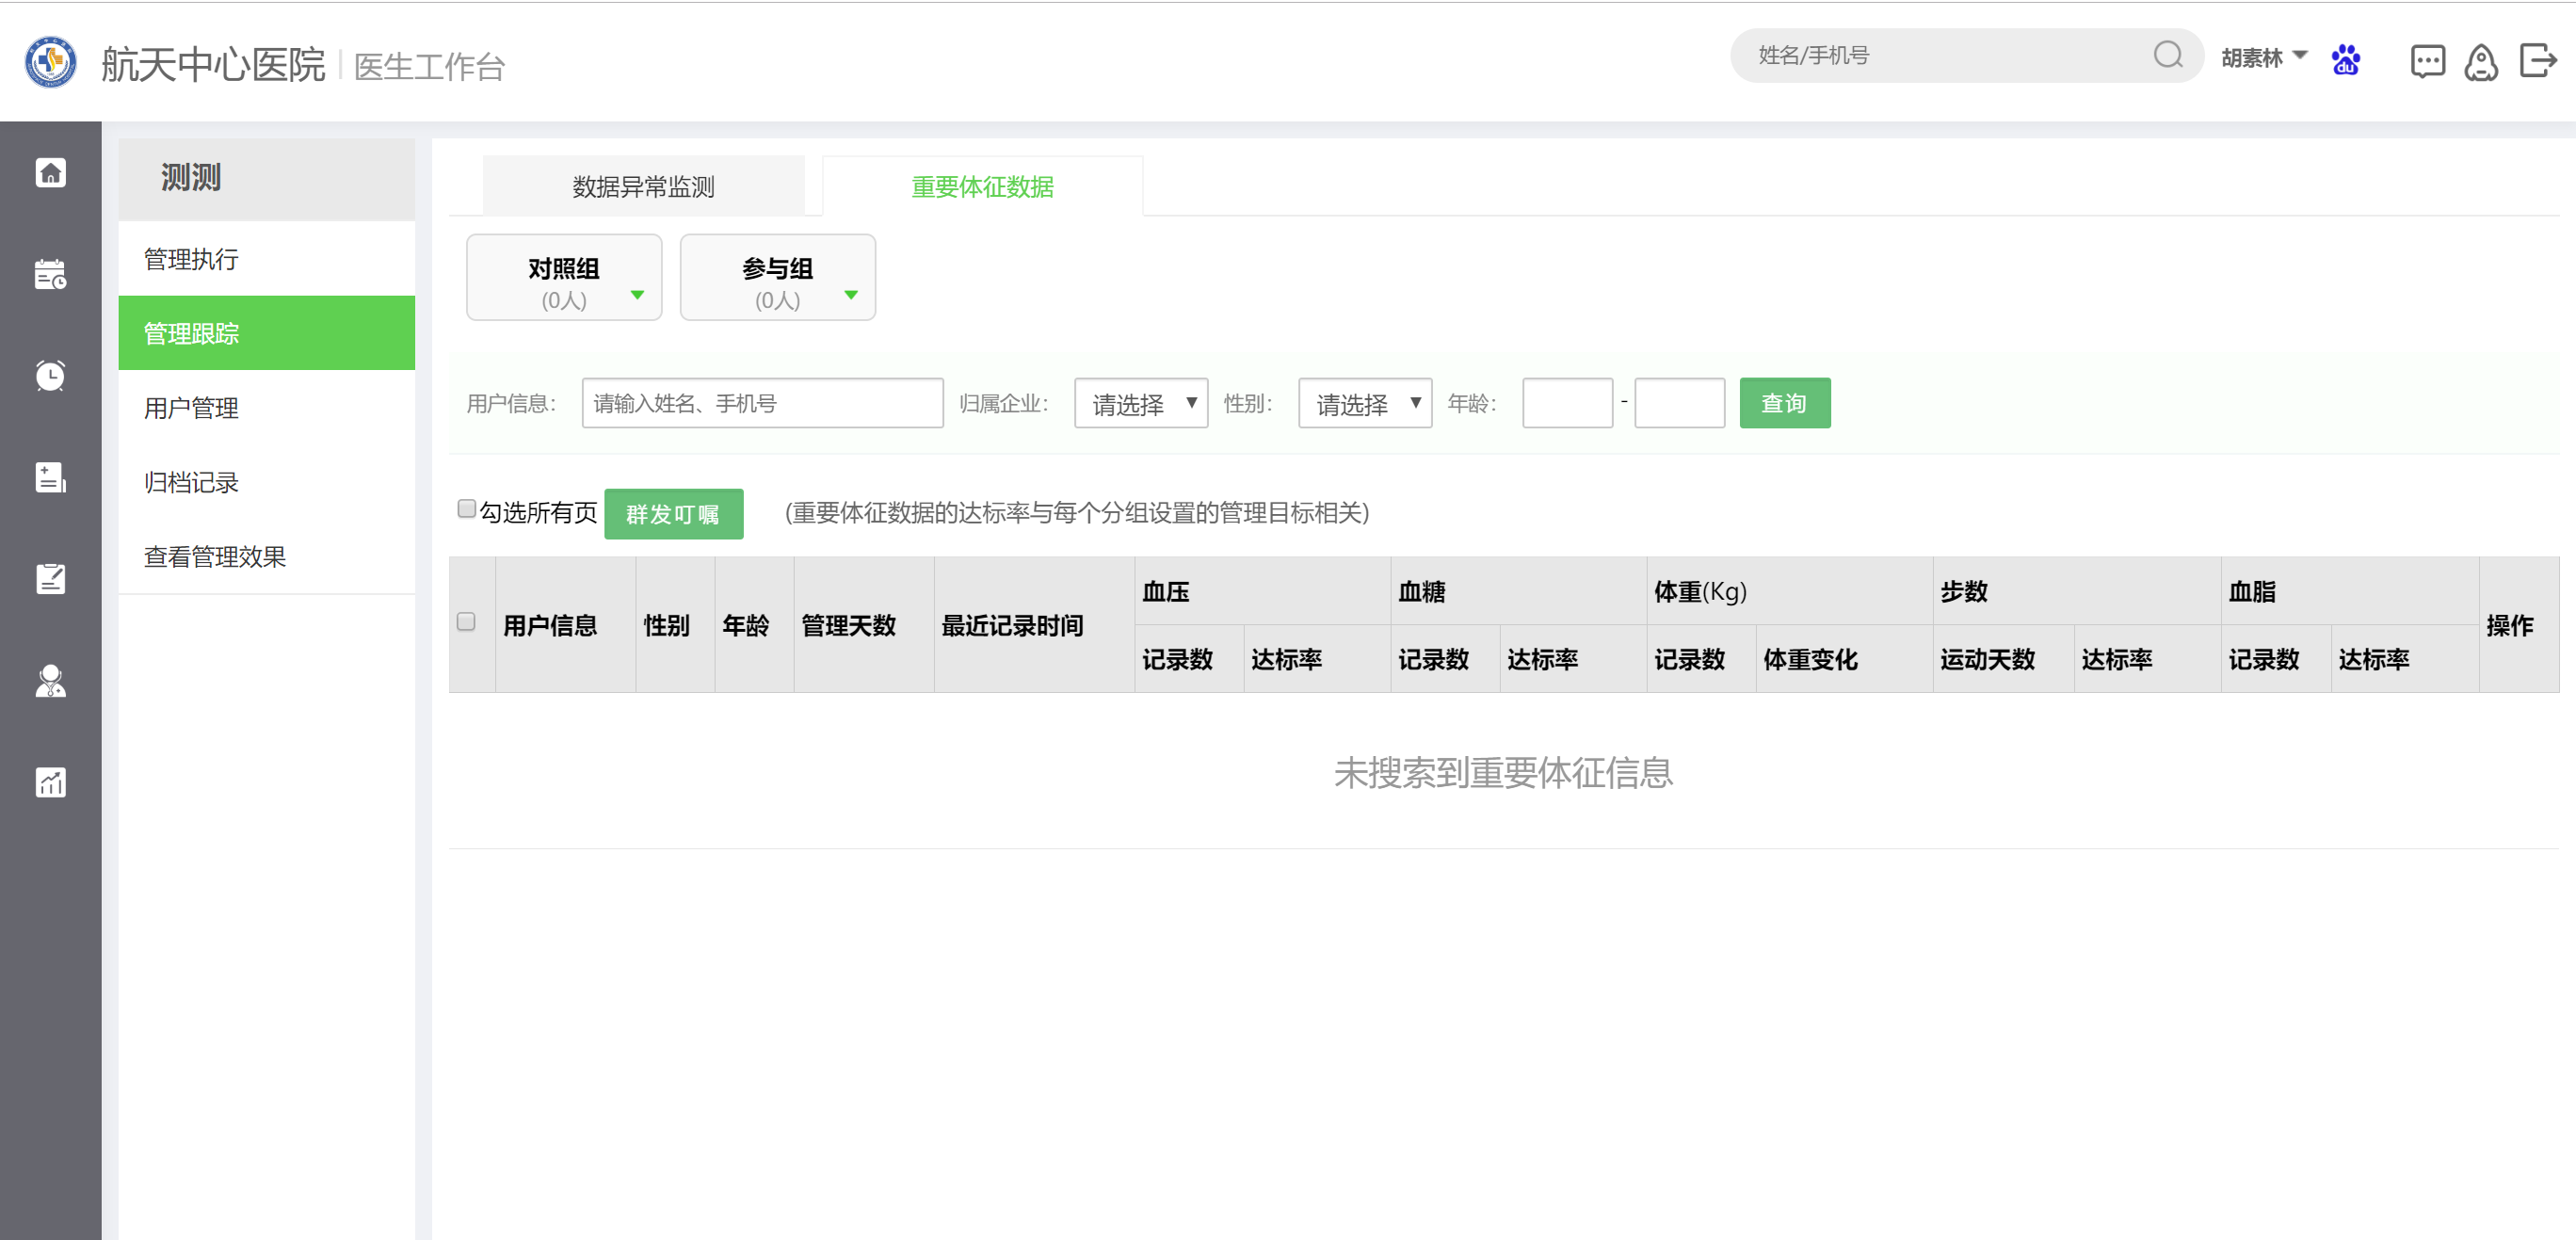 航天中心医院 医生工作台
姓名/手机号
胡素林
du
测测
管理执行
管理跟踪
用户管理
归档记录
查看管理效果
数据异常监测 重要体征数据
对照组 参与组
(0人) (0人)
用户信息： 请输入姓名、手机号 归属企业： 请选择 性别： 请选择 年龄： - 查询
勾选所有页 群发叮嘱 (重要体征数据的达标率与每个分组设置的管理目标相关)
用户信息 性别 年龄 管理天数 最近记录时间 血压 血糖 体重(Kg) 步数 血脂 操作
记录数 达标率 记录数 达标率 记录数 体重变化 运动天数 达标率 记录数 达标率
未搜索到重要体征信息